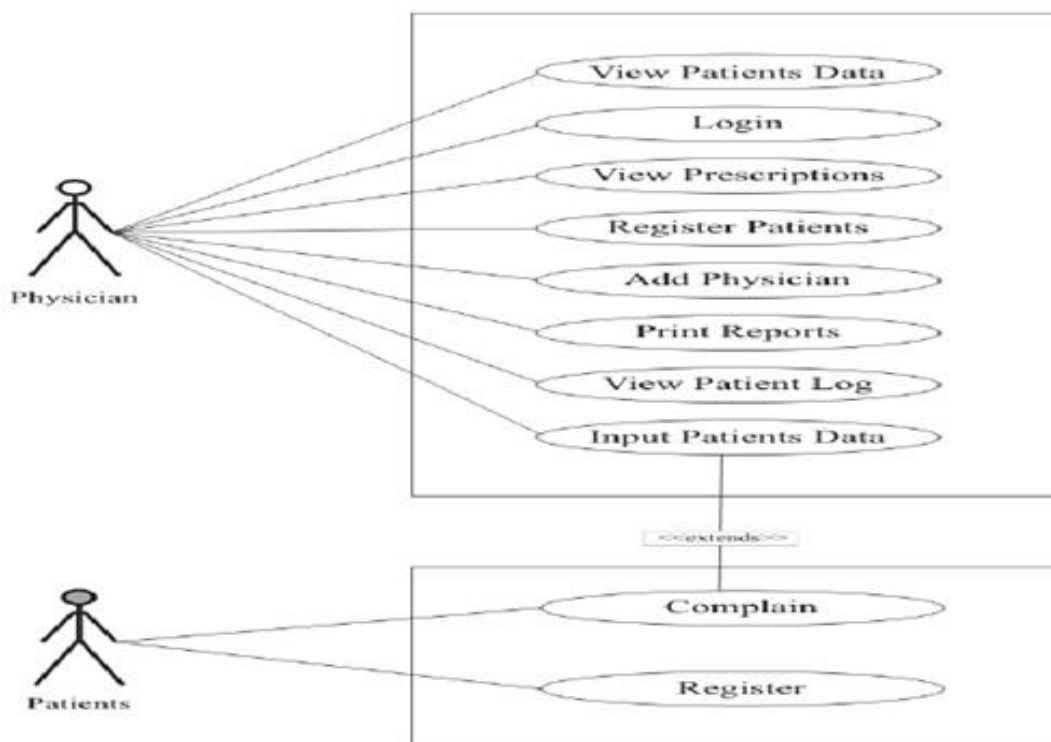 View Patients Data
Login
View Prescriptions
Register Patients
Add Physician
Print Reports
View Patient Log
Input Patients Data
Physician
<<extends>>
Complain
Register
Patients